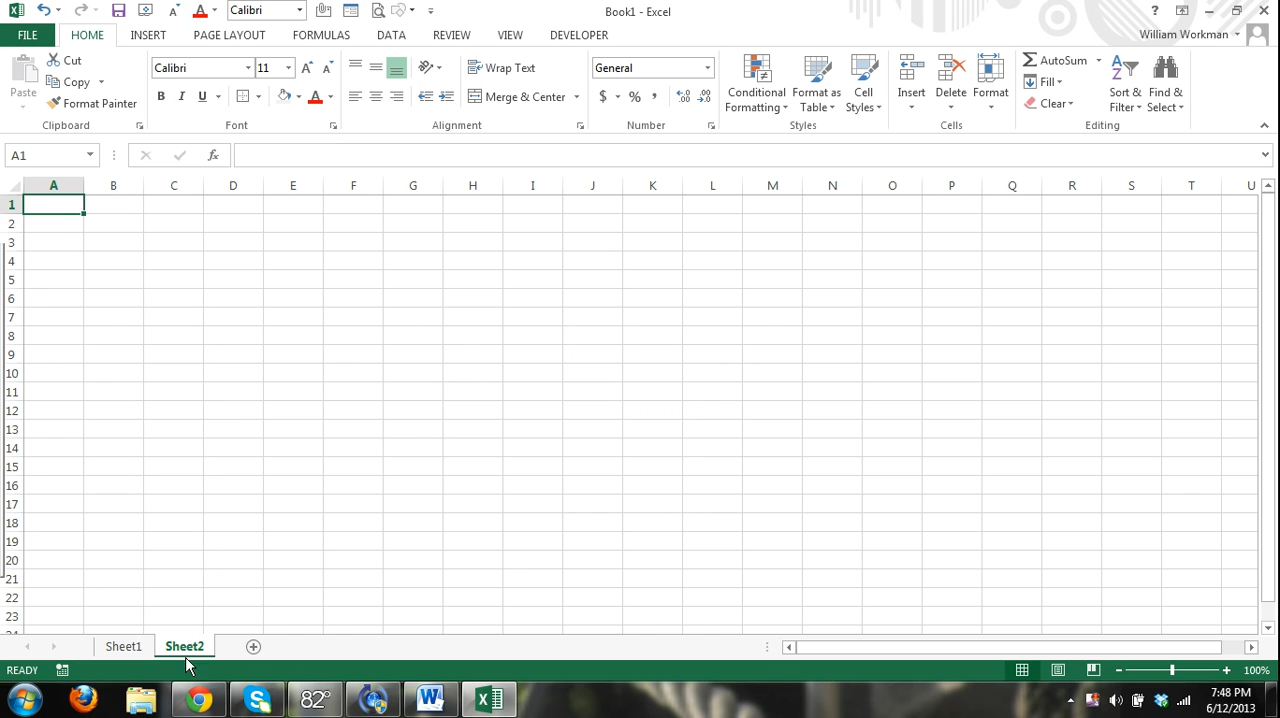 Calibri
Book1 - Excel
?
FILE HOME INSERT PAGE LAYOUT FORMULAS DATA REVIEW VIEW DEVELOPER William Workman
Paste
Cut
Copy
Format Painter
Clipboard
Calibri 11
B I U A
Font
Wrap Text
Merge & Center
Alignment
General
$ % ,
Number
Conditional Formatting
Format as Table
Cell Styles
Styles
Insert
Delete
Format
Cells
AutoSum
Fill
Clear
Sort & Filter
Find & Select
Editing
A1 fx
A B C D E F G H I J K L M N O P Q R S T U
1
2
3
4
5
6
7
8
9
10
11
12
13
14
15
16
17
18
19
20
21
22
23
24
Sheet1 Sheet2
READY 100%
82°
7:48 PM
6/12/2013